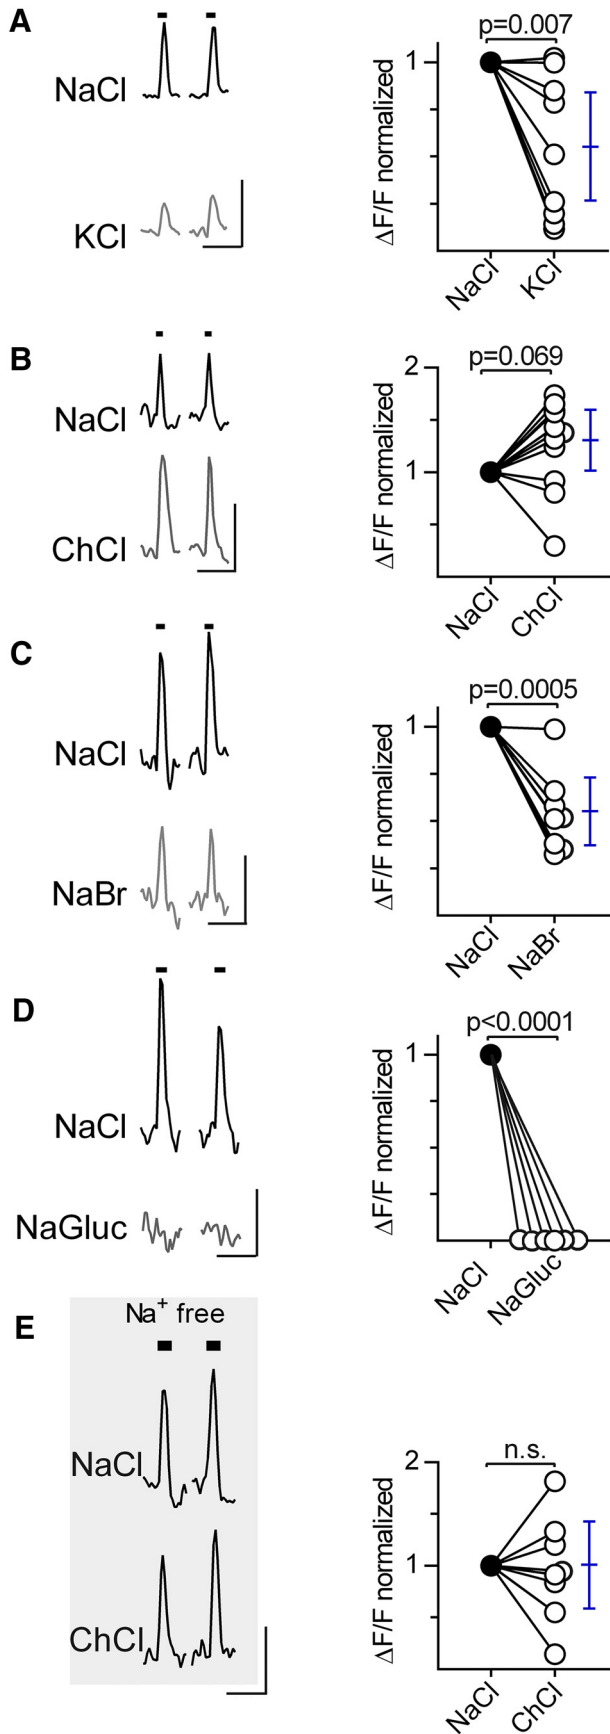 A
NaCl
KCl
p=0.007
1
ΔF/F normalized
NaCl
KCl
B
NaCl
ChCl
p=0.069
2
1
ΔF/F normalized
NaCl
ChCl
C
NaCl
NaBr
p=0.0005
1
ΔF/F normalized
NaCl
NaBr
D
NaCl
NaGluc
p<0.0001
1
ΔF/F normalized
NaCl
NaGluc
E
Na⁺ free
NaCl
ChCl
n.s.
2
1
ΔF/F normalized
NaCl
ChCl